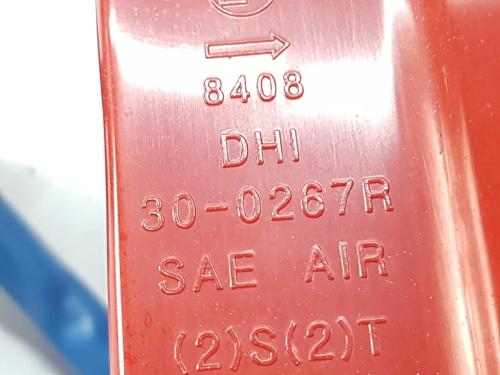 8408
DHI
30-0267R
SAE AIR
(2)S(2)T